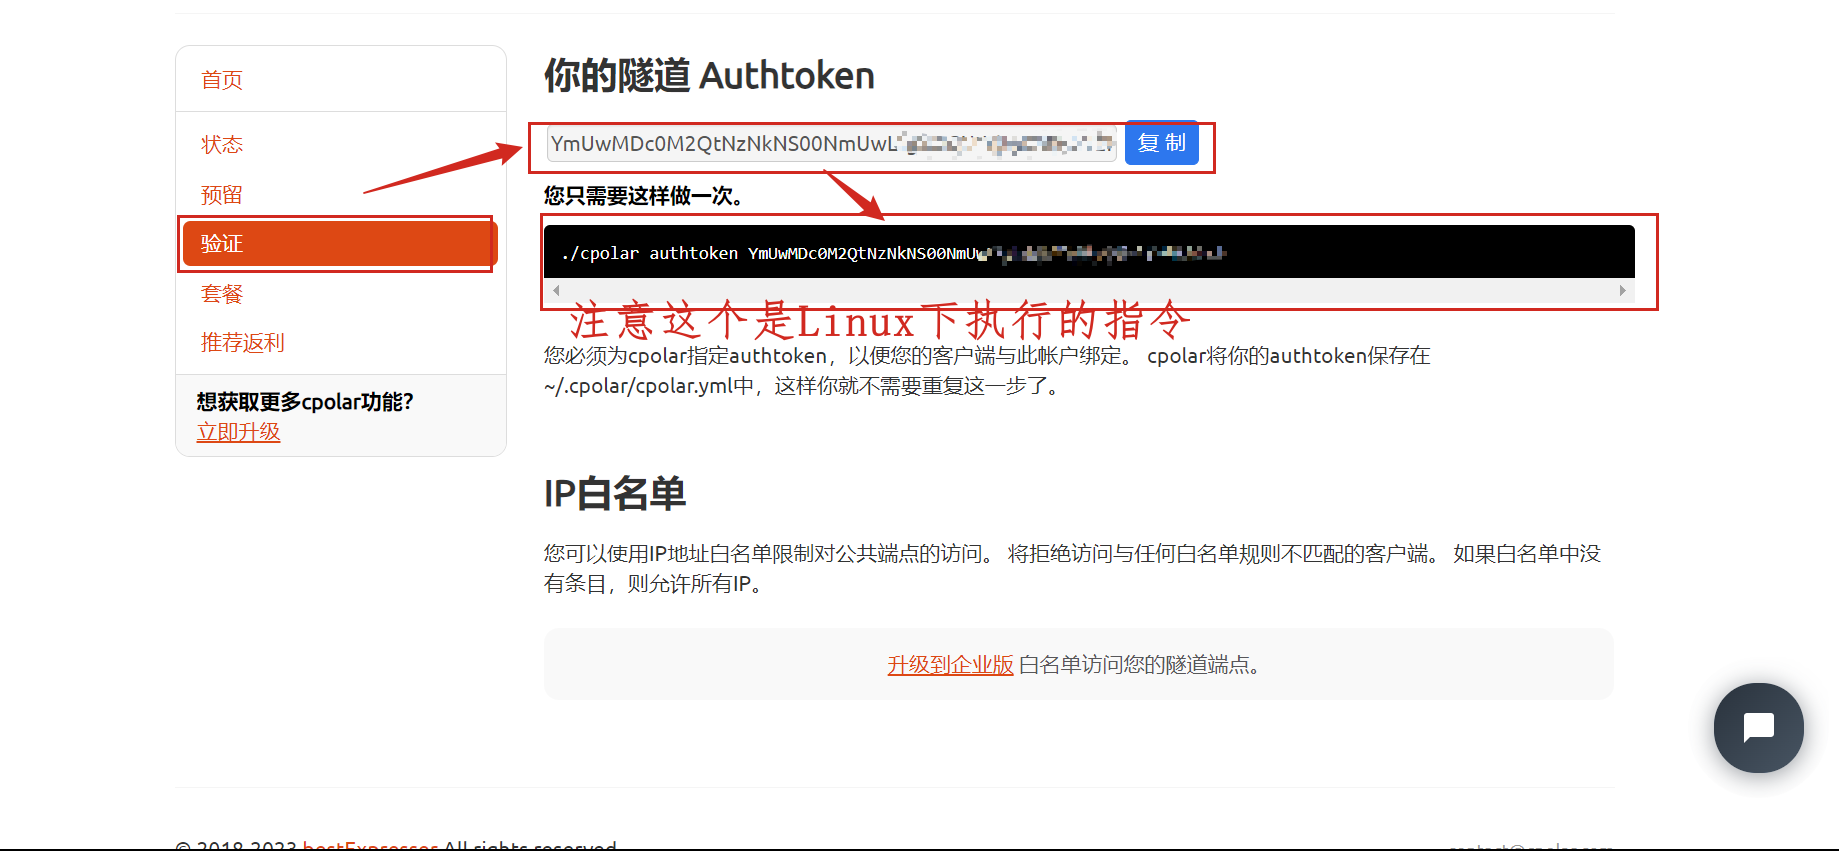 首页
状态
预留
验证
套餐
推荐返利
想获取更多cpolar功能?
立即升级
你的隧道 Authtoken
YmUwMDc0M2QtNzNkNS00NmUwL
复 制
您只需要这样做一次。
./cpolar authtoken YmUwMDc0M2QtNzNkNS00NmUw
注意这个是Linux下执行的指令
您必须为cpolar指定authtoken，以便您的客户端与此帐户绑定。 cpolar将你的authtoken保存在
~/.cpolar/cpolar.yml中，这样你就不需要重复这一步了。
IP白名单
您可以使用IP地址白名单限制对公共端点的访问。 将拒绝访问与任何白名单规则不匹配的客户端。 如果白名单中没
有条目，则允许所有IP。
升级到企业版 白名单访问您的隧道端点。
© 2018-2023 bestExpresser All rights reserved